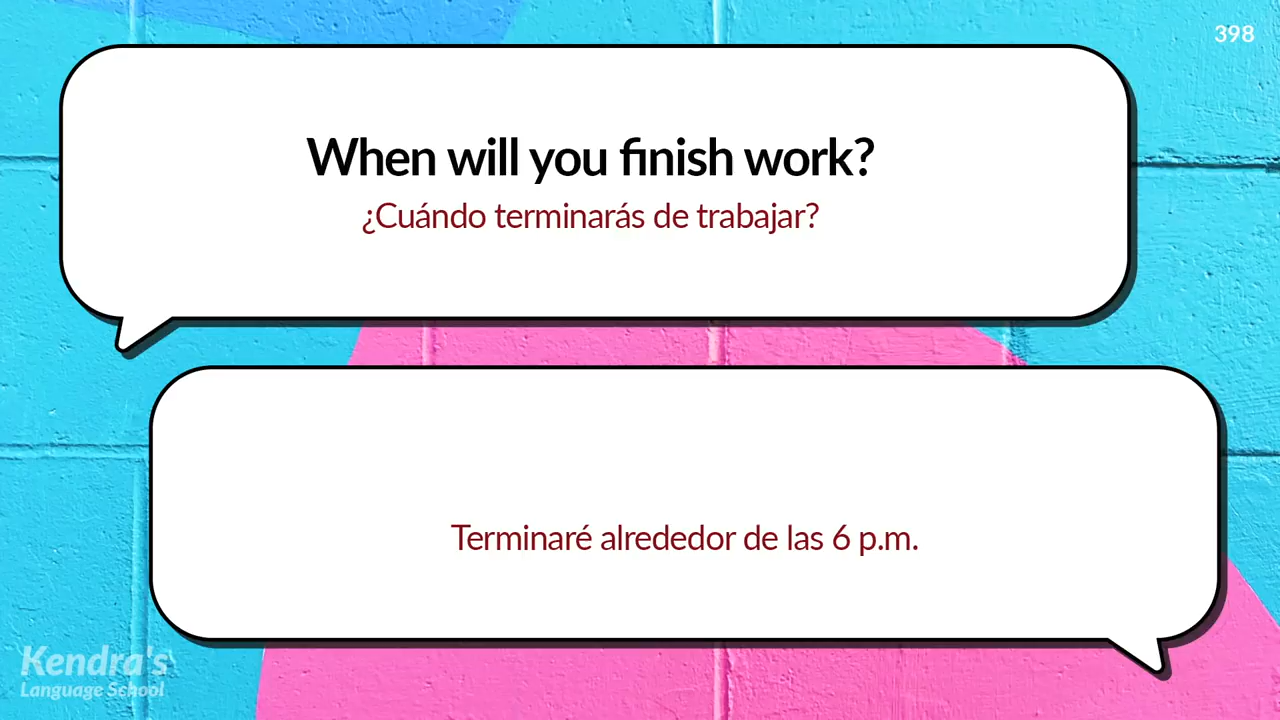 398
When will you finish work?
¿Cuándo terminarás de trabajar?
Terminaré alrededor de las 6 p.m.
Kendra's
Language School